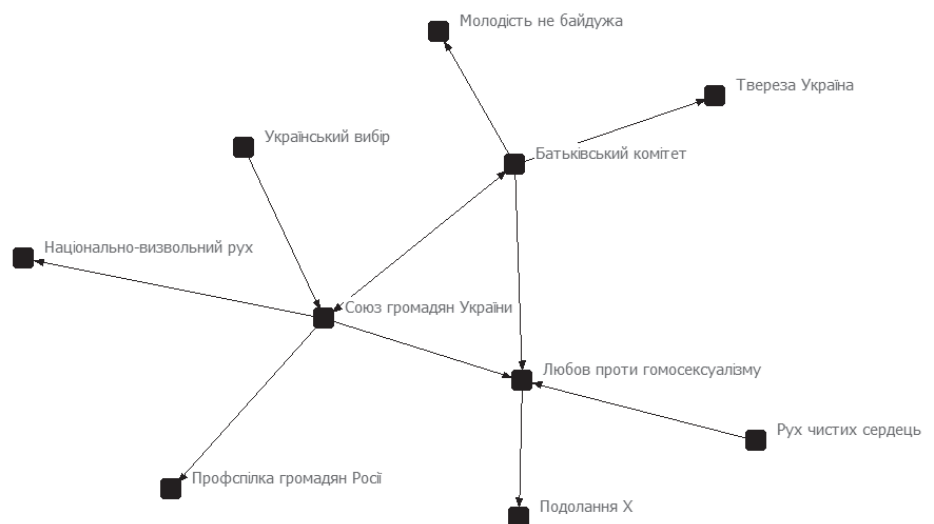 Молодість не байдужа
Твереза Україна
Український вибір
Батьківський комітет
Національно-визвольний рух
Союз громадян України
Любов проти гомосексуалізму
Рух чистих сердець
Профспілка громадян Росії
Подолання Х